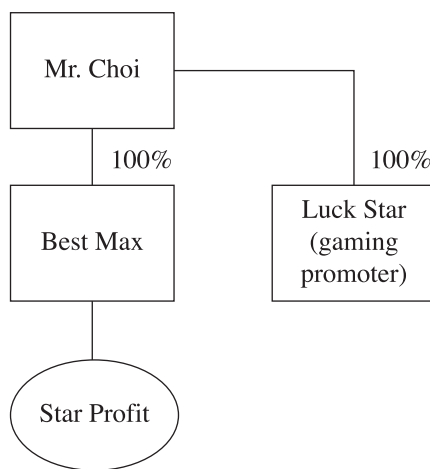 Mr. Choi
100%
100%
Best Max
Luck Star
(gaming
promoter)
Star Profit